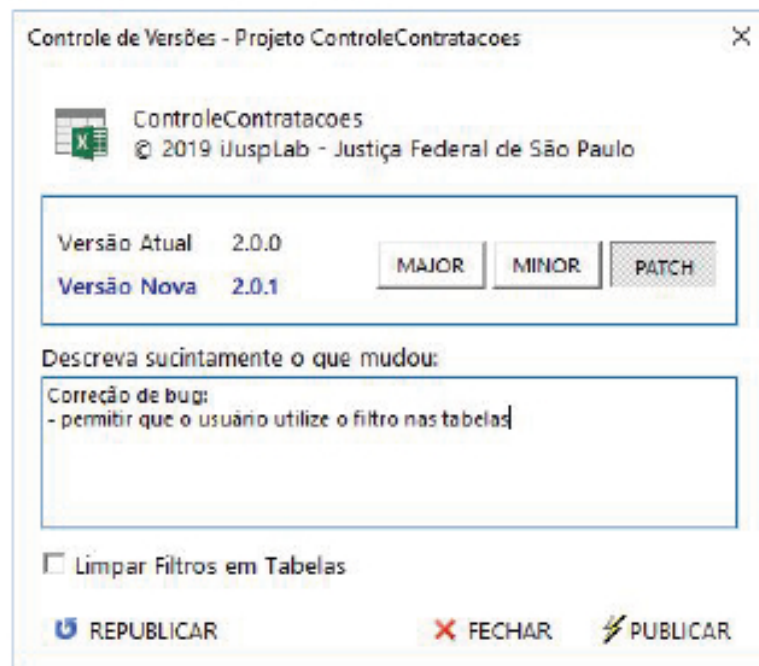 Controle de Versões - Projeto ControleContratacoes
ControleContratacoes
© 2019 iJuspLab - Justiça Federal de São Paulo
Versão Atual 2.0.0
MAJOR MINOR PATCH
Versão Nova 2.0.1
Descreva sucintamente o que mudou:
Correção de bug:
- permitir que o usuário utilize o filtro nas tabelas
Limpar Filtros em Tabelas
REPUBLICAR FECHAR PUBLICAR